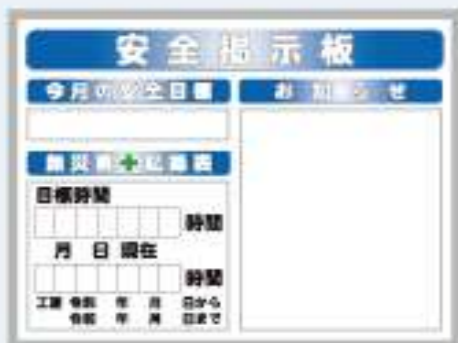 安全掲示板
今月の安全目標
お知らせ
無災害記録表
目標時間
時間
月 日 現在
時間
工期 令和 年 月 日から
令和 年 月 日まで